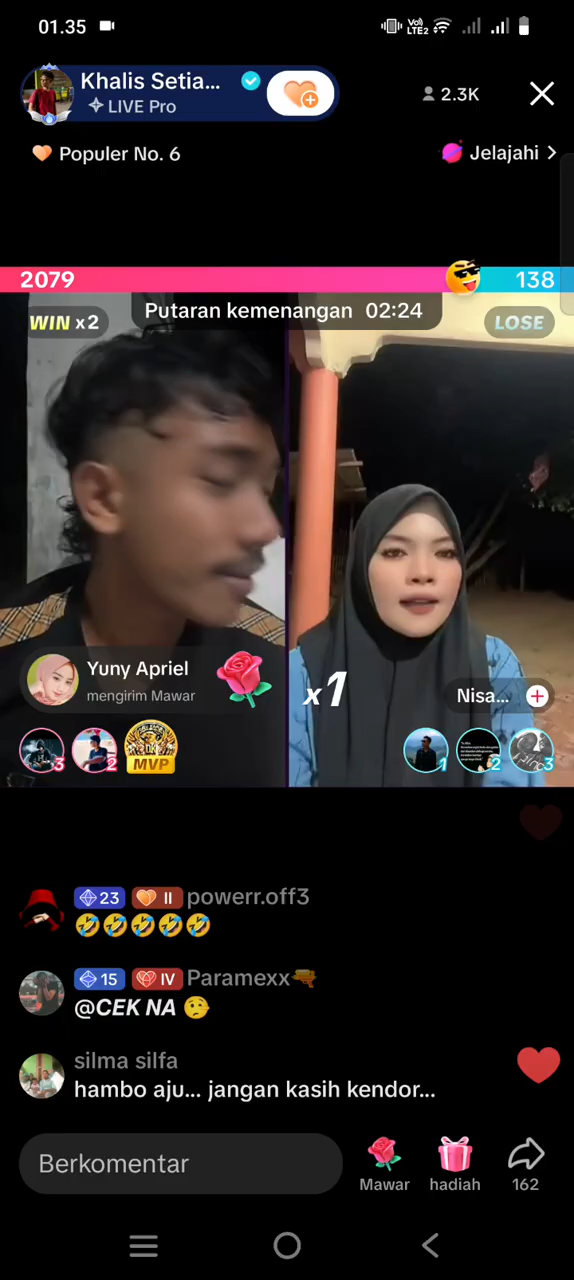 01.35
Vo)
LTE2
Khalis Setia...
LIVE Pro
2.3K
Populer No. 6
Jelajahi
2079
138
WIN x2
Putaran kemenangan 02:24
LOSE
Yuny Apriel
mengirim Mawar
x1
Nisa...
3
2
MVP
1
2
3
23 II powerr.off3
15 IV Paramexx
@CEK NA
silma silfa
hambo aju... jangan kasih kendor...
Berkomentar
Mawar
hadiah
162